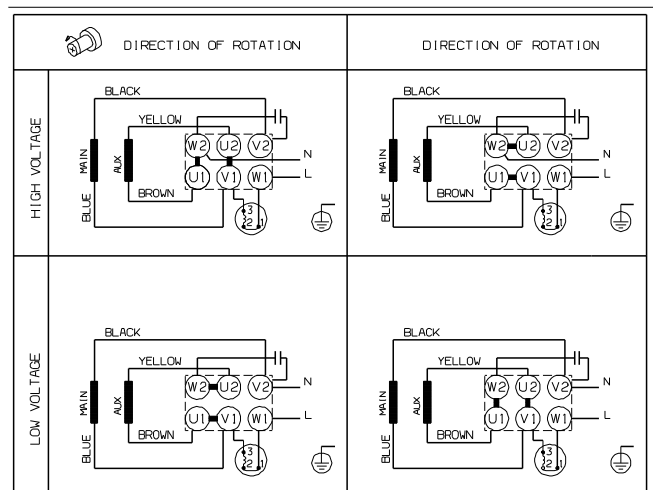 DIRECTION OF ROTATION
DIRECTION OF ROTATION
HIGH VOLTAGE
BLACK
YELLOW
MAIN
AUX
W2 U2 V2
N
U1 V1 W1
L
BROWN
BLUE
3
2 1
BLACK
YELLOW
MAIN
AUX
W2 U2 V2
N
U1 V1 W1
L
BROWN
BLUE
3
2 1
LOW VOLTAGE
BLACK
YELLOW
MAIN
AUX
W2 U2 V2
N
U1 V1 W1
L
BROWN
BLUE
3
2 1
BLACK
YELLOW
MAIN
AUX
W2 U2 V2
N
U1 V1 W1
L
BROWN
BLUE
3
2 1